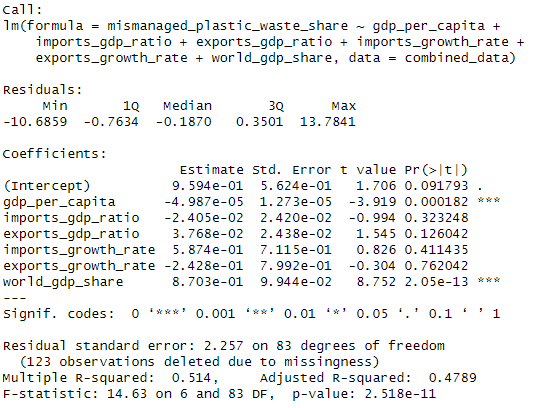 Call:
lm(formula = mismanaged_plastic_waste_share ~ gdp_per_capita +
    imports_gdp_ratio + exports_gdp_ratio + imports_growth_rate +
    exports_growth_rate + world_gdp_share, data = combined_data)

Residuals:
     Min       1Q   Median       3Q      Max
-10.6859  -0.7634  -0.1870   0.3501  13.7841

Coefficients:
                      Estimate Std. Error t value Pr(>|t|)
(Intercept)          9.594e-01  5.624e-01   1.706 0.091793 .
gdp_per_capita      -4.987e-05  1.273e-05  -3.919 0.000182 ***
imports_gdp_ratio   -2.405e-02  2.420e-02  -0.994 0.323248
exports_gdp_ratio    3.768e-02  2.438e-02   1.545 0.126042
imports_growth_rate  5.874e-01  7.115e-01   0.826 0.411435
exports_growth_rate -2.428e-01  7.992e-01  -0.304 0.762042
world_gdp_share      8.703e-01  9.944e-02   8.752 2.05e-13 ***
---
Signif. codes:  0 ‘***’ 0.001 ‘**’ 0.01 ‘*’ 0.05 ‘.’ 0.1 ‘ ’ 1

Residual standard error: 2.257 on 83 degrees of freedom
  (123 observations deleted due to missingness)
Multiple R-squared:  0.514,	Adjusted R-squared:  0.4789
F-statistic: 14.63 on 6 and 83 DF,  p-value: 2.518e-11